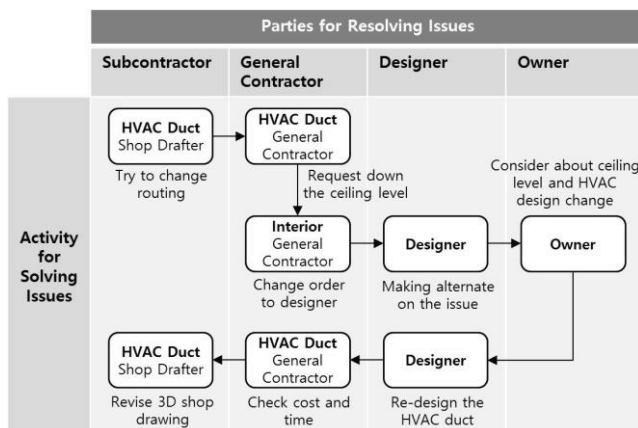 Parties for Resolving Issues
Subcontractor
General
Contractor
Designer
Owner
Activity
for
Solving
Issues
HVAC Duct
Shop Drafter
Try to change
routing
HVAC Duct
General
Contractor
Request down
the ceiling level
Interior
General
Contractor
Change order
to designer
Designer
Making alternate
on the issue
Consider about ceiling
level and HVAC
design change
Owner
HVAC Duct
Shop Drafter
Revise 3D shop
drawing
HVAC Duct
General
Contractor
Check cost and
time
Designer
Re-design the
HVAC duct